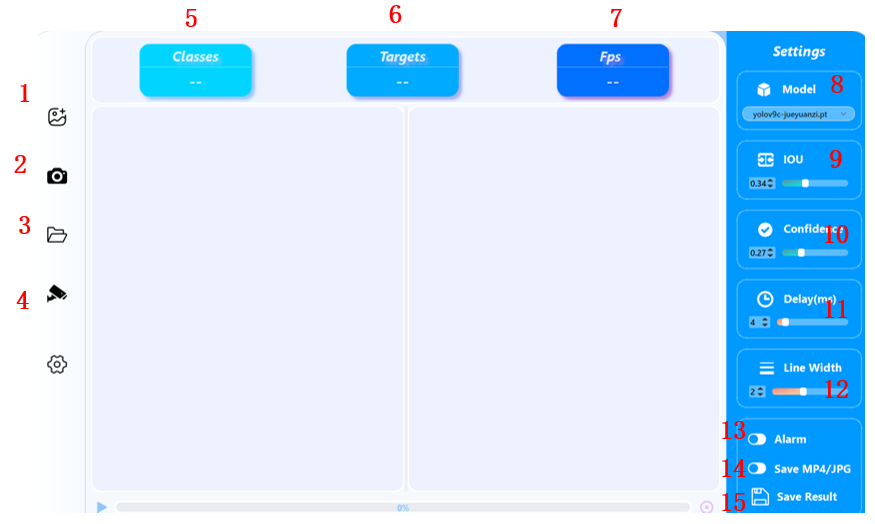 5
6
7
Classes
--
Targets
--
Fps
--
1
2
3
4
0%
Settings
Model
8
yolov9c-jueyuanzi.pt
IOU
9
0.34
Confidence
10
0.27
Delay(ms)
11
4
Line Width
2
12
13
Alarm
14
Save MP4/JPG
15
Save Result